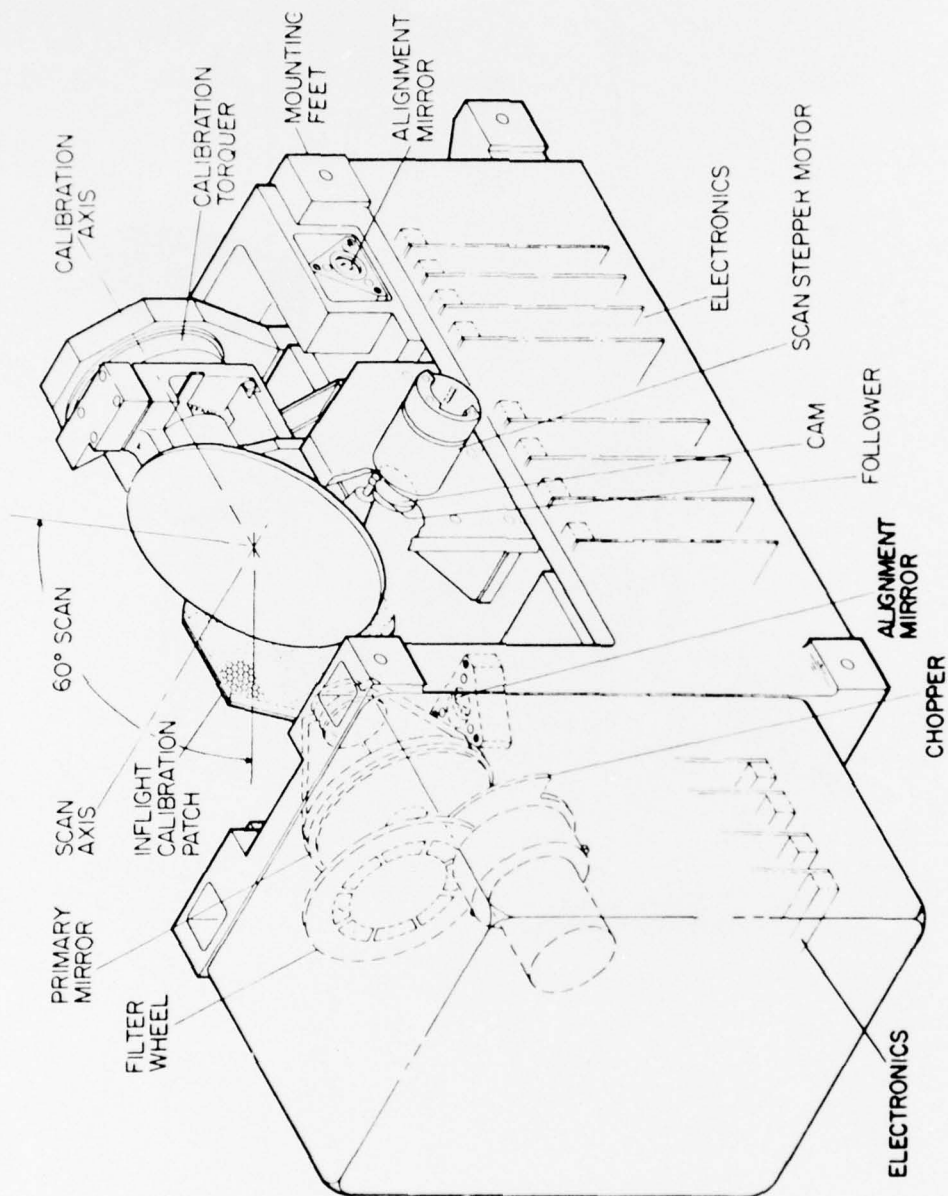 CALIBRATION
AXIS
CALIBRATION
TORQUER
MOUNTING
FEET
ALIGNMENT
MIRROR
60° SCAN
SCAN
AXIS
INFLIGHT
CALIBRATION
PATCH
PRIMARY
MIRROR
FILTER
WHEEL
ELECTRONICS
SCAN STEPPER MOTOR
CAM
FOLLOWER
ALIGNMENT
MIRROR
CHOPPER
ELECTRONICS